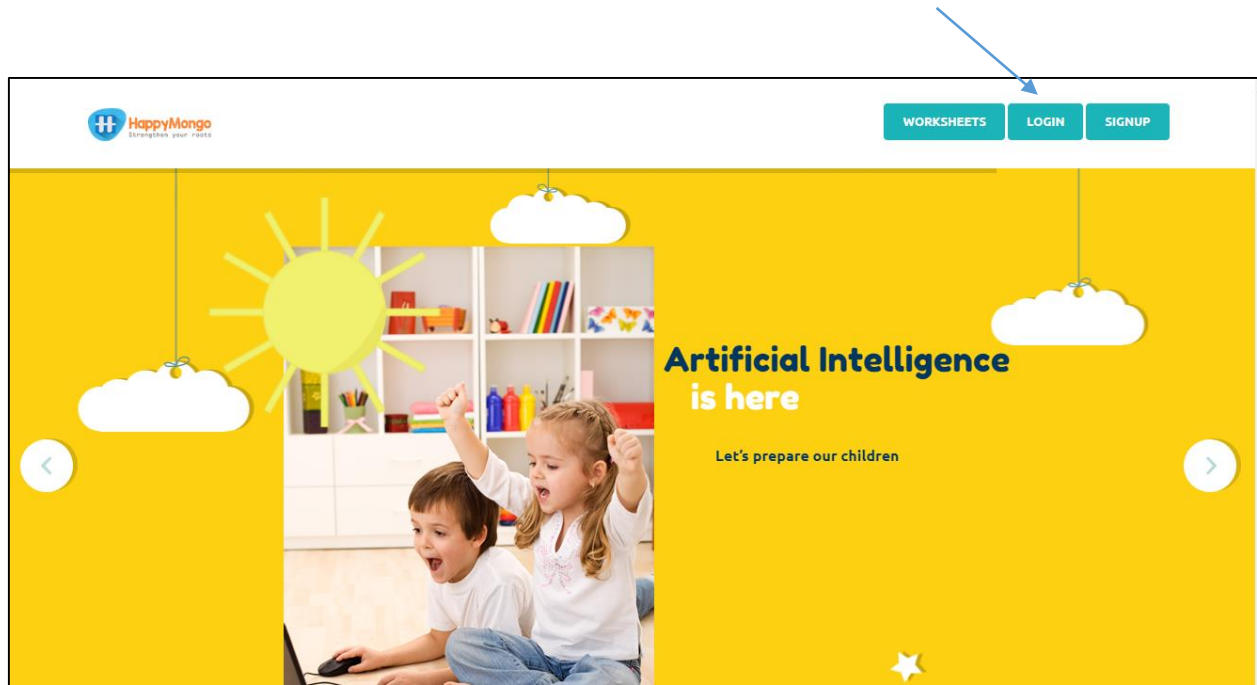 HappyMongo
Strengthen your roots
WORKSHEETS LOGIN SIGNUP
Artificial Intelligence
is here
Let's prepare our children